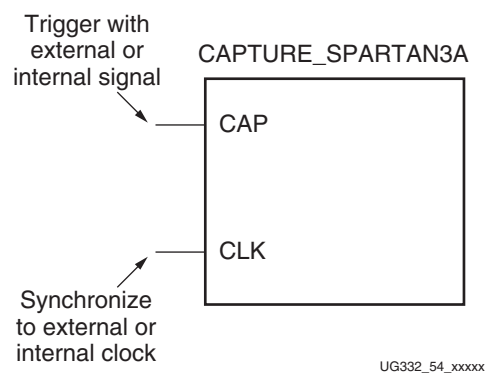 Trigger with
external or
internal signal
CAPTURE_SPARTAN3A
CAP
CLK
Synchronize
to external or
internal clock
UG332_54_xxxxx